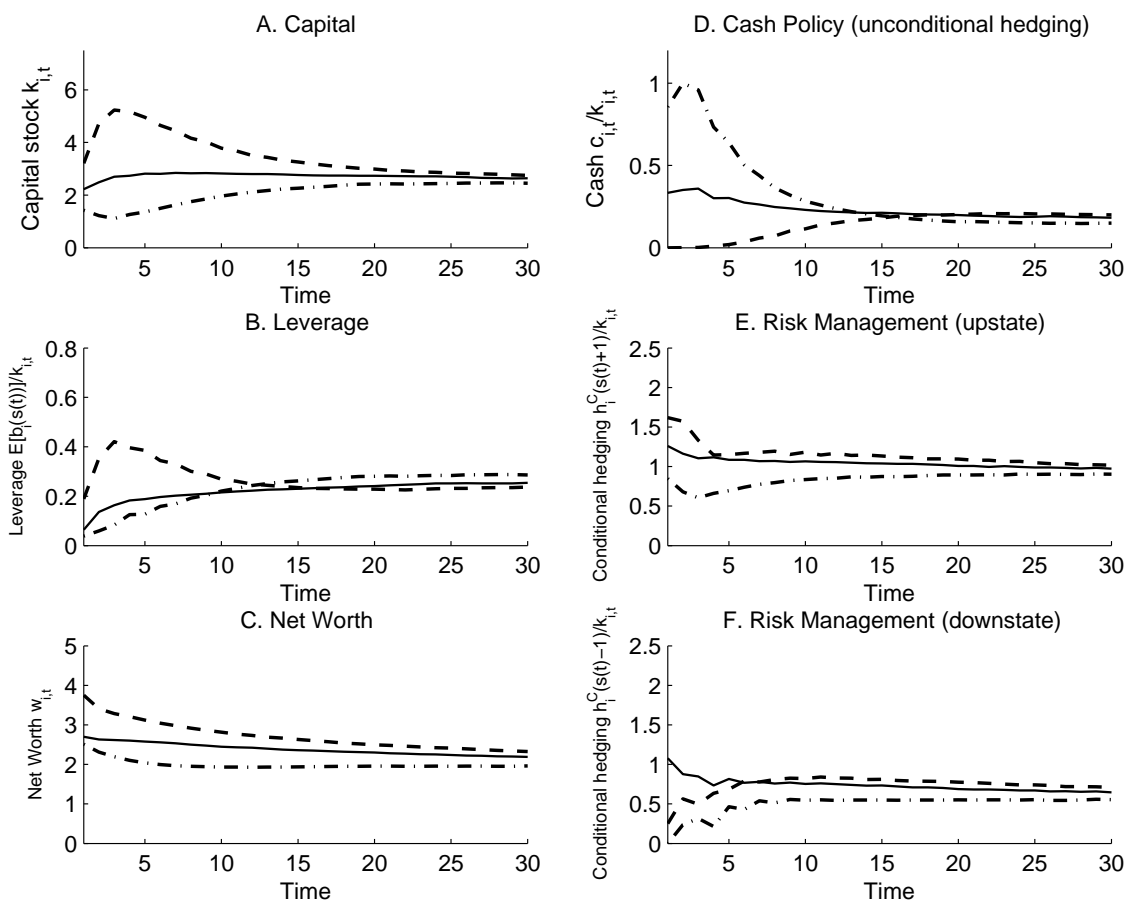 A. Capital
Capital stock k_{i,t}
6
4
2
0
5 10 15 20 25 30
Time
B. Leverage
Leverage E[b_i(s(t))]/k_{i,t}
0.8
0.6
0.4
0.2
0
5 10 15 20 25 30
Time
C. Net Worth
Net Worth w_{i,t}
5
4
3
2
1
0
5 10 15 20 25 30
Time
D. Cash Policy (unconditional hedging)
Cash c_{i,t}/k_{i,t}
1
0.5
0
5 10 15 20 25 30
Time
E. Risk Management (upstate)
Conditional hedging h_i^C(s(t)+1)/k_{i,t}
2.5
2
1.5
1
0.5
0
5 10 15 20 25 30
Time
F. Risk Management (downstate)
Conditional hedging h_i^C(s(t)−1)/k_{i,t}
2.5
2
1.5
1
0.5
0
5 10 15 20 25 30
Time